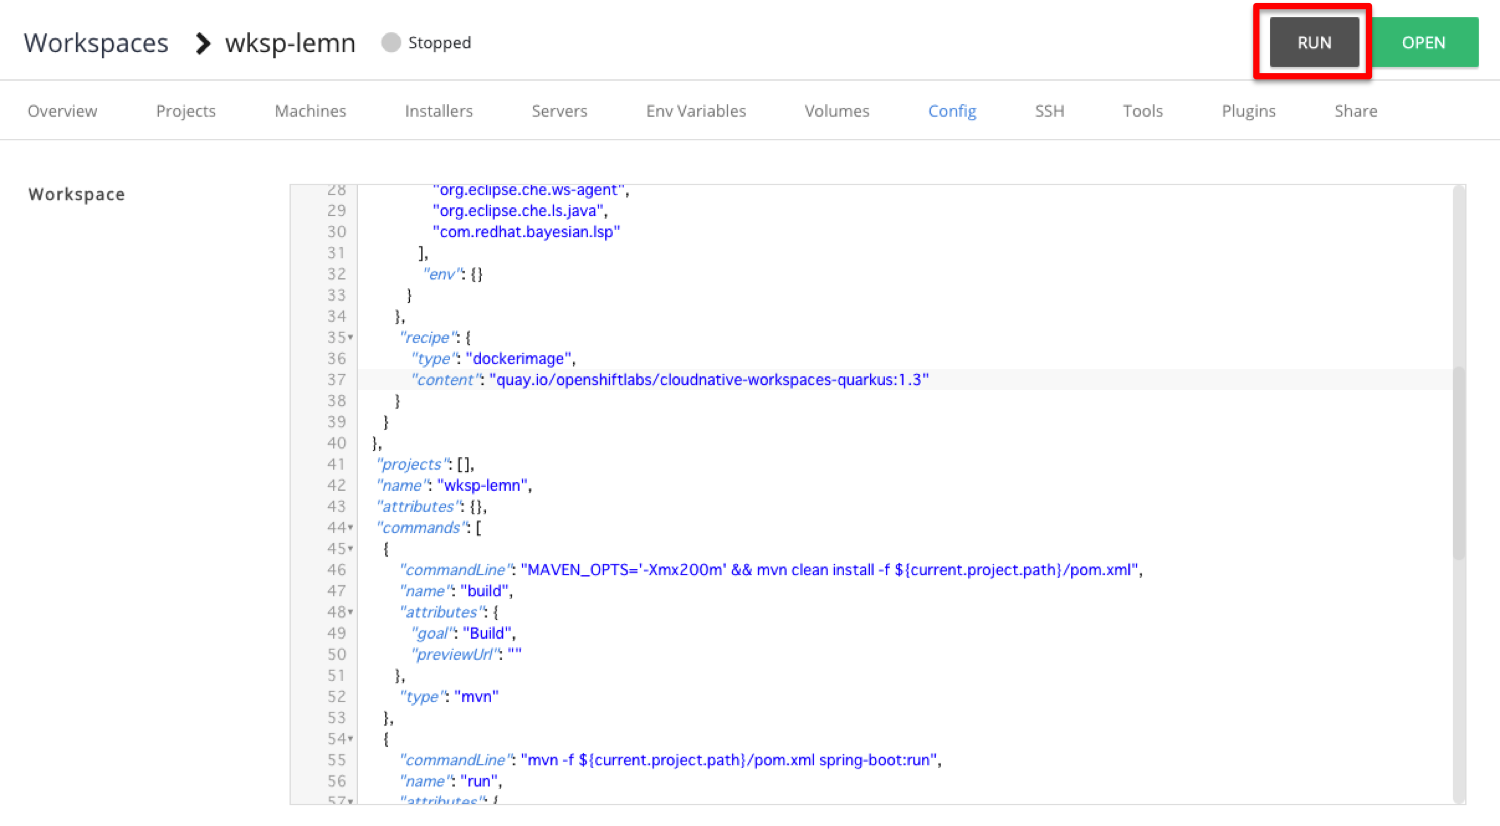 Workspaces > wksp-lemn Stopped RUN OPEN
Overview Projects Machines Installers Servers Env Variables Volumes Config SSH Tools Plugins Share
Workspace
28 "org.eclipse.che.ws-agent",
29 "org.eclipse.che.ls.java",
30 "com.redhat.bayesian.lsp"
31 ],
32 "env": {}
33 }
34 },
35 "recipe": {
36 "type": "dockerimage",
37 "content": "quay.io/openshiftlabs/cloudnative-workspaces-quarkus:1.3"
38 }
39 }
40 },
41 "projects": [],
42 "name": "wksp-lemn",
43 "attributes": {},
44 "commands": [
45 {
46 "commandLine": "MAVEN_OPTS='-Xmx200m' && mvn clean install -f ${current.project.path}/pom.xml",
47 "name": "build",
48 "attributes": {
49 "goal": "Build",
50 "previewUrl": ""
51 },
52 "type": "mvn"
53 },
54 {
55 "commandLine": "mvn -f ${current.project.path}/pom.xml spring-boot:run",
56 "name": "run",
57 "attributes": {